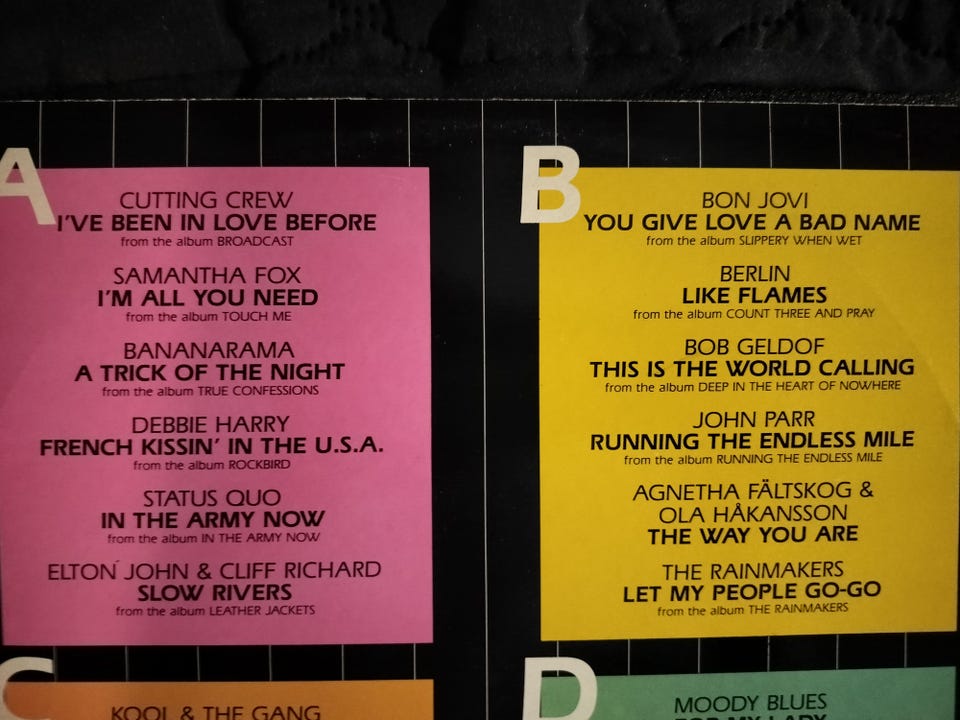 A
CUTTING CREW
I'VE BEEN IN LOVE BEFORE
from the album BROADCAST
SAMANTHA FOX
I'M ALL YOU NEED
from the album TOUCH ME
BANANARAMA
A TRICK OF THE NIGHT
from the album TRUE CONFESSIONS
DEBBIE HARRY
FRENCH KISSIN' IN THE U.S.A.
from the album ROCKBIRD
STATUS QUO
IN THE ARMY NOW
from the album IN THE ARMY NOW
ELTON JOHN & CLIFF RICHARD
SLOW RIVERS
from the album LEATHER JACKETS
B
BON JOVI
YOU GIVE LOVE A BAD NAME
from the album SLIPPERY WHEN WET
BERLIN
LIKE FLAMES
from the album COUNT THREE AND PRAY
BOB GELDOF
THIS IS THE WORLD CALLING
from the album DEEP IN THE HEART OF NOWHERE
JOHN PARR
RUNNING THE ENDLESS MILE
from the album RUNNING THE ENDLESS MILE
AGNETHA FÄLTSKOG &
OLA HÅKANSSON
THE WAY YOU ARE
THE RAINMAKERS
LET MY PEOPLE GO-GO
from the album THE RAINMAKERS
C
KOOL & THE GANG
D
MOODY BLUES
FOR MY LADY